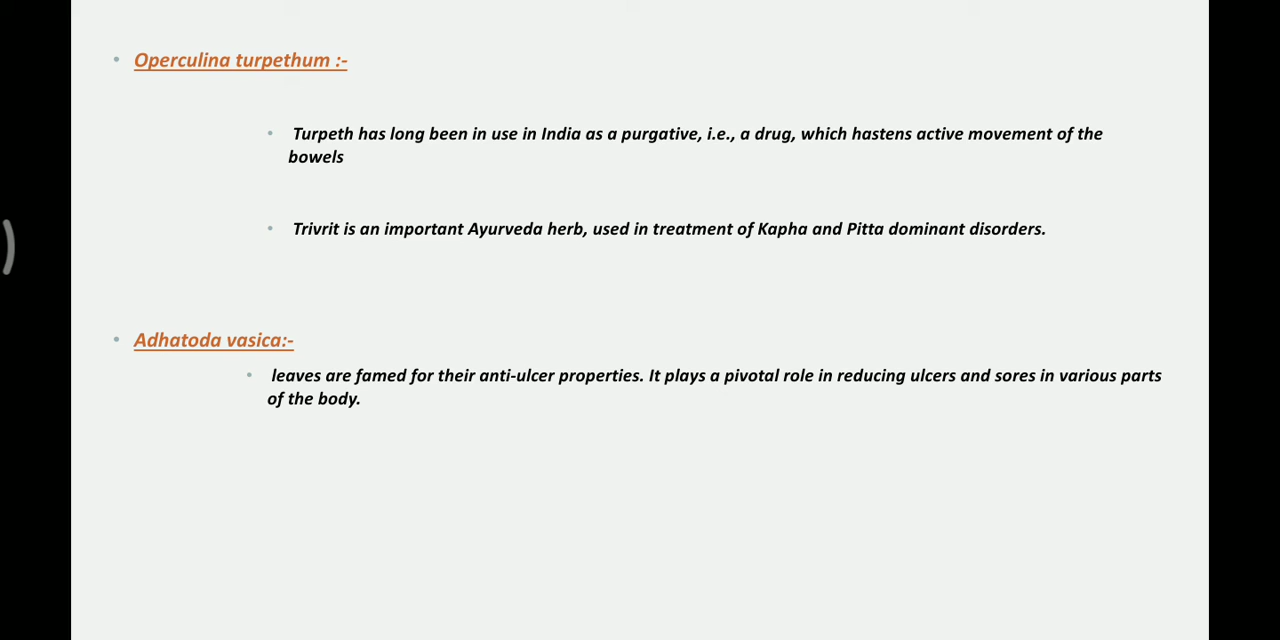 • Operculina turpethum :-
• Turpeth has long been in use in India as a purgative, i.e., a drug, which hastens active movement of the
bowels
• Trivrit is an important Ayurveda herb, used in treatment of Kapha and Pitta dominant disorders.
• Adhatoda vasica:-
• leaves are famed for their anti-ulcer properties. It plays a pivotal role in reducing ulcers and sores in various parts
of the body.